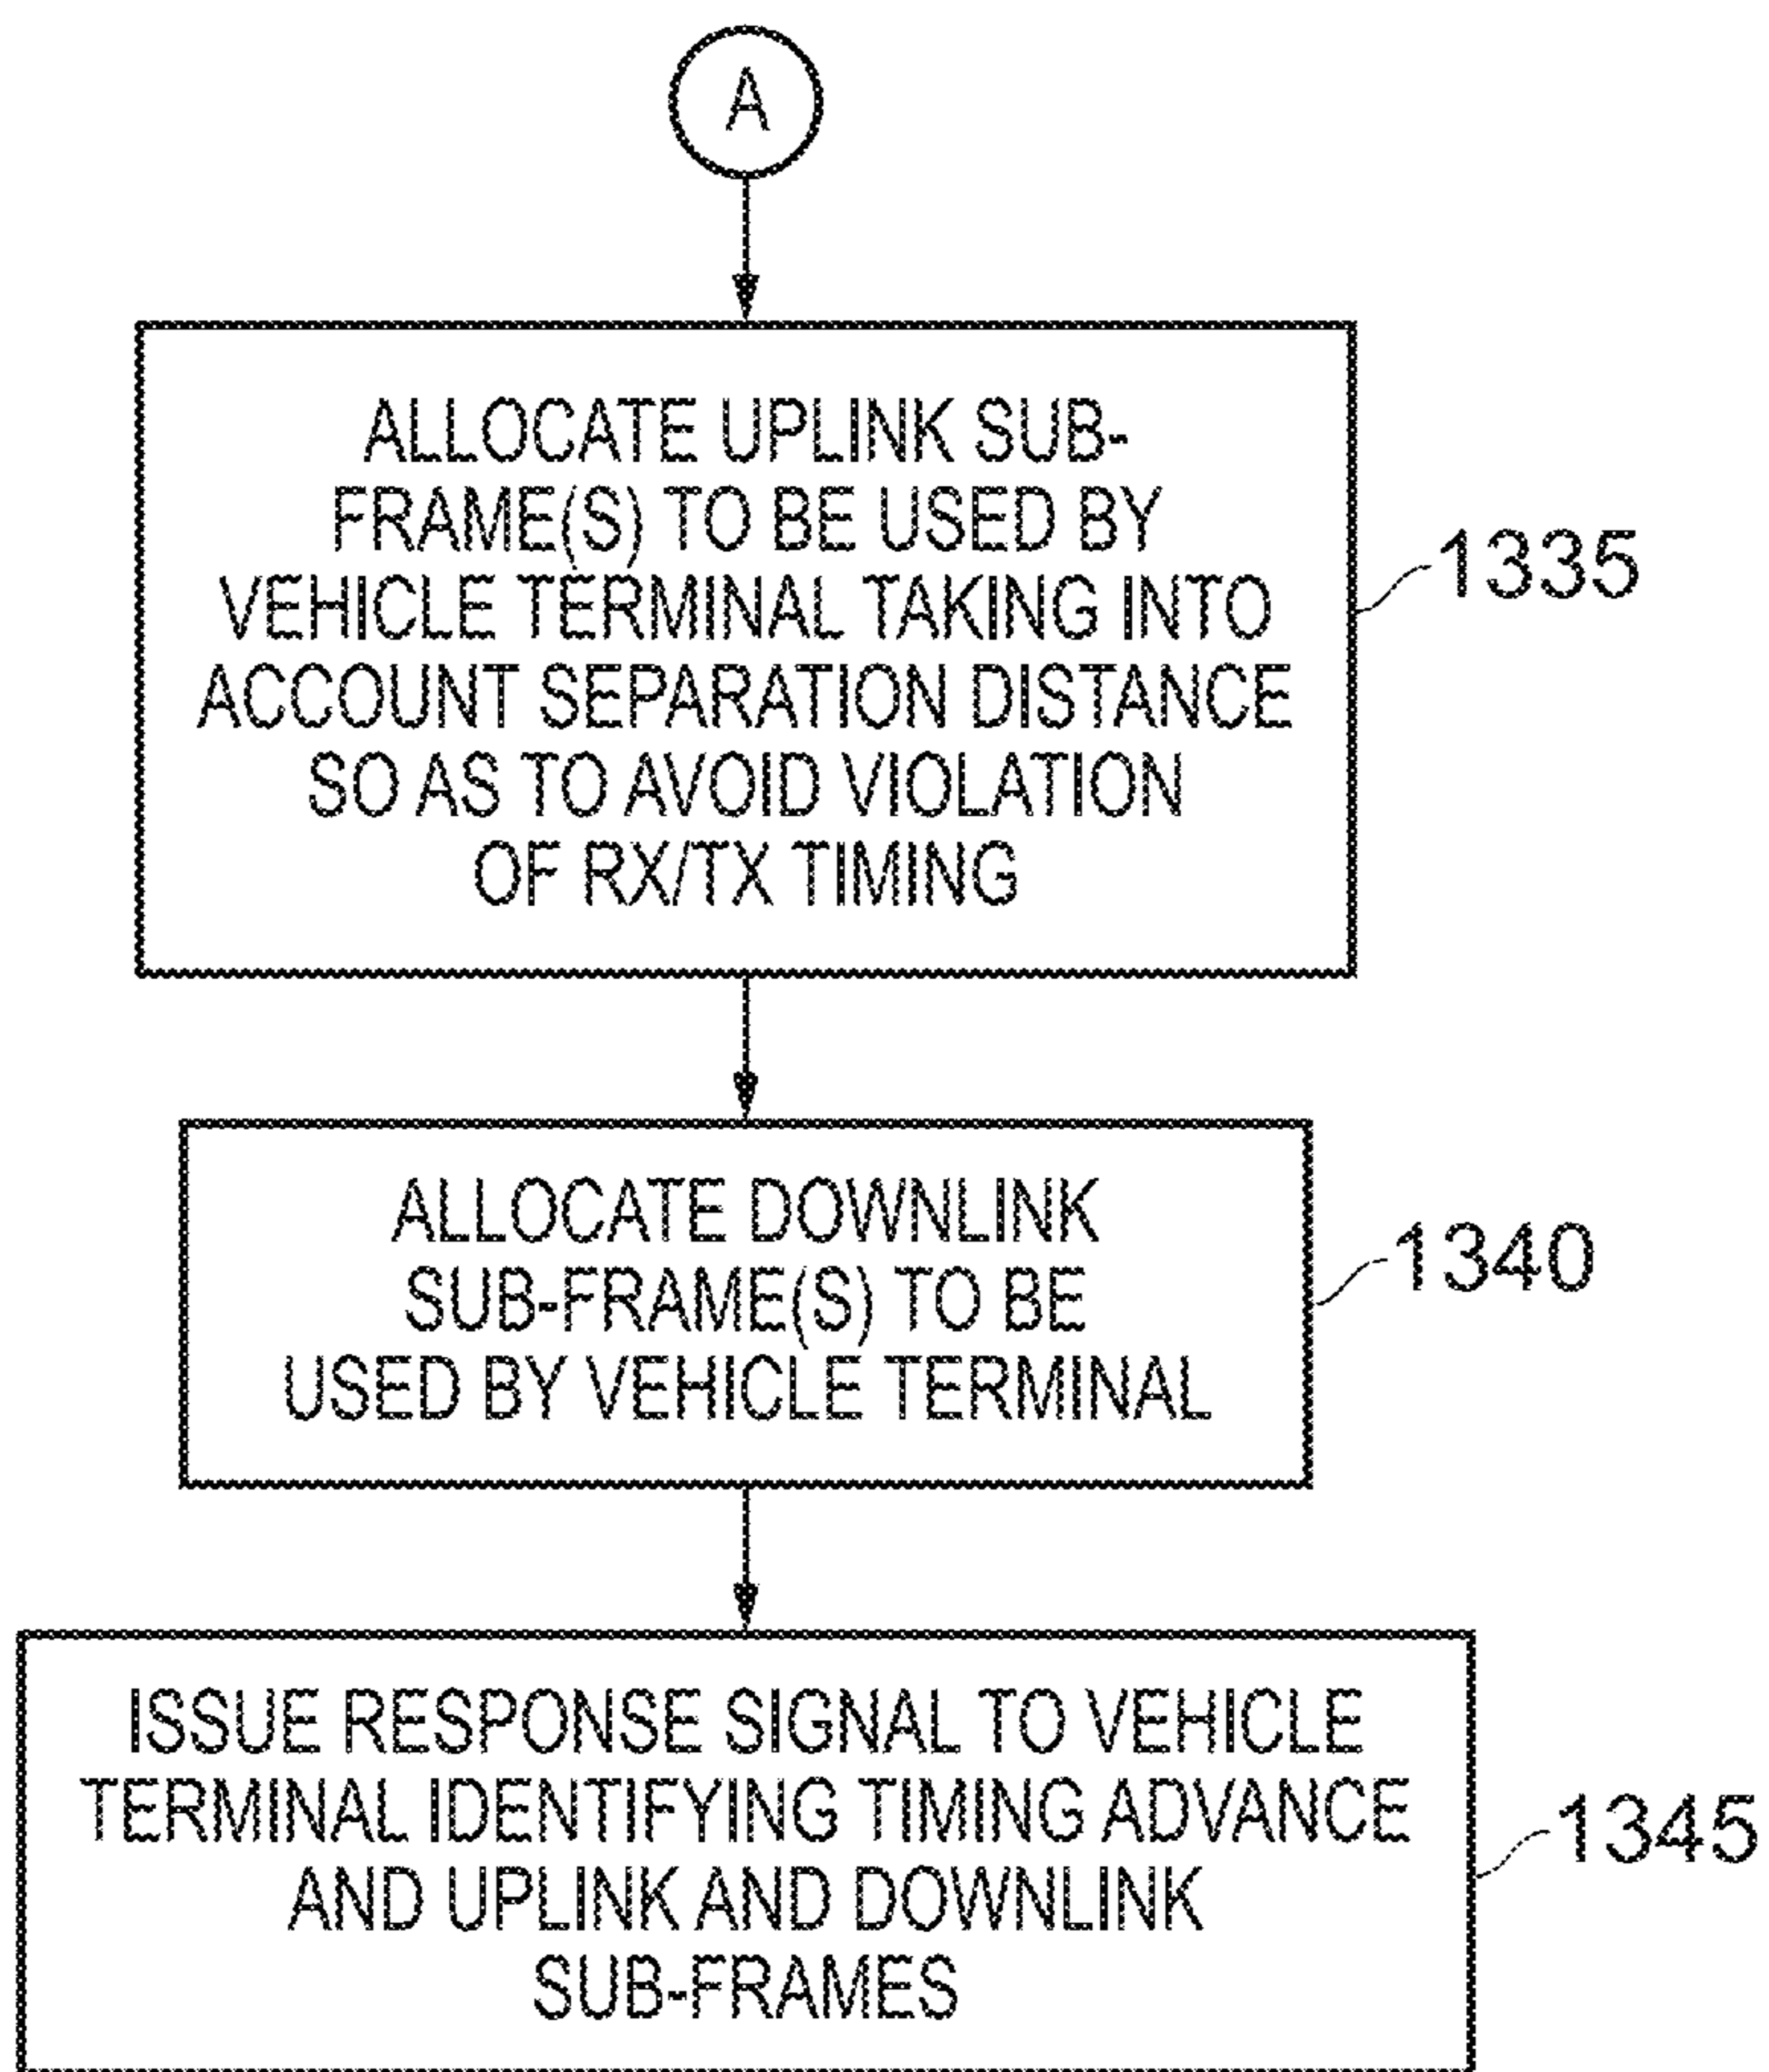 A
ALLOCATE UPLINK SUB-
FRAME(S) TO BE USED BY
VEHICLE TERMINAL TAKING INTO
ACCOUNT SEPARATION DISTANCE
SO AS TO AVOID VIOLATION
OF RX/TX TIMING
1335
ALLOCATE DOWNLINK
SUB-FRAME(S) TO BE
USED BY VEHICLE TERMINAL
1340
ISSUE RESPONSE SIGNAL TO VEHICLE
TERMINAL IDENTIFYING TIMING ADVANCE
AND UPLINK AND DOWNLINK
SUB-FRAMES
1345